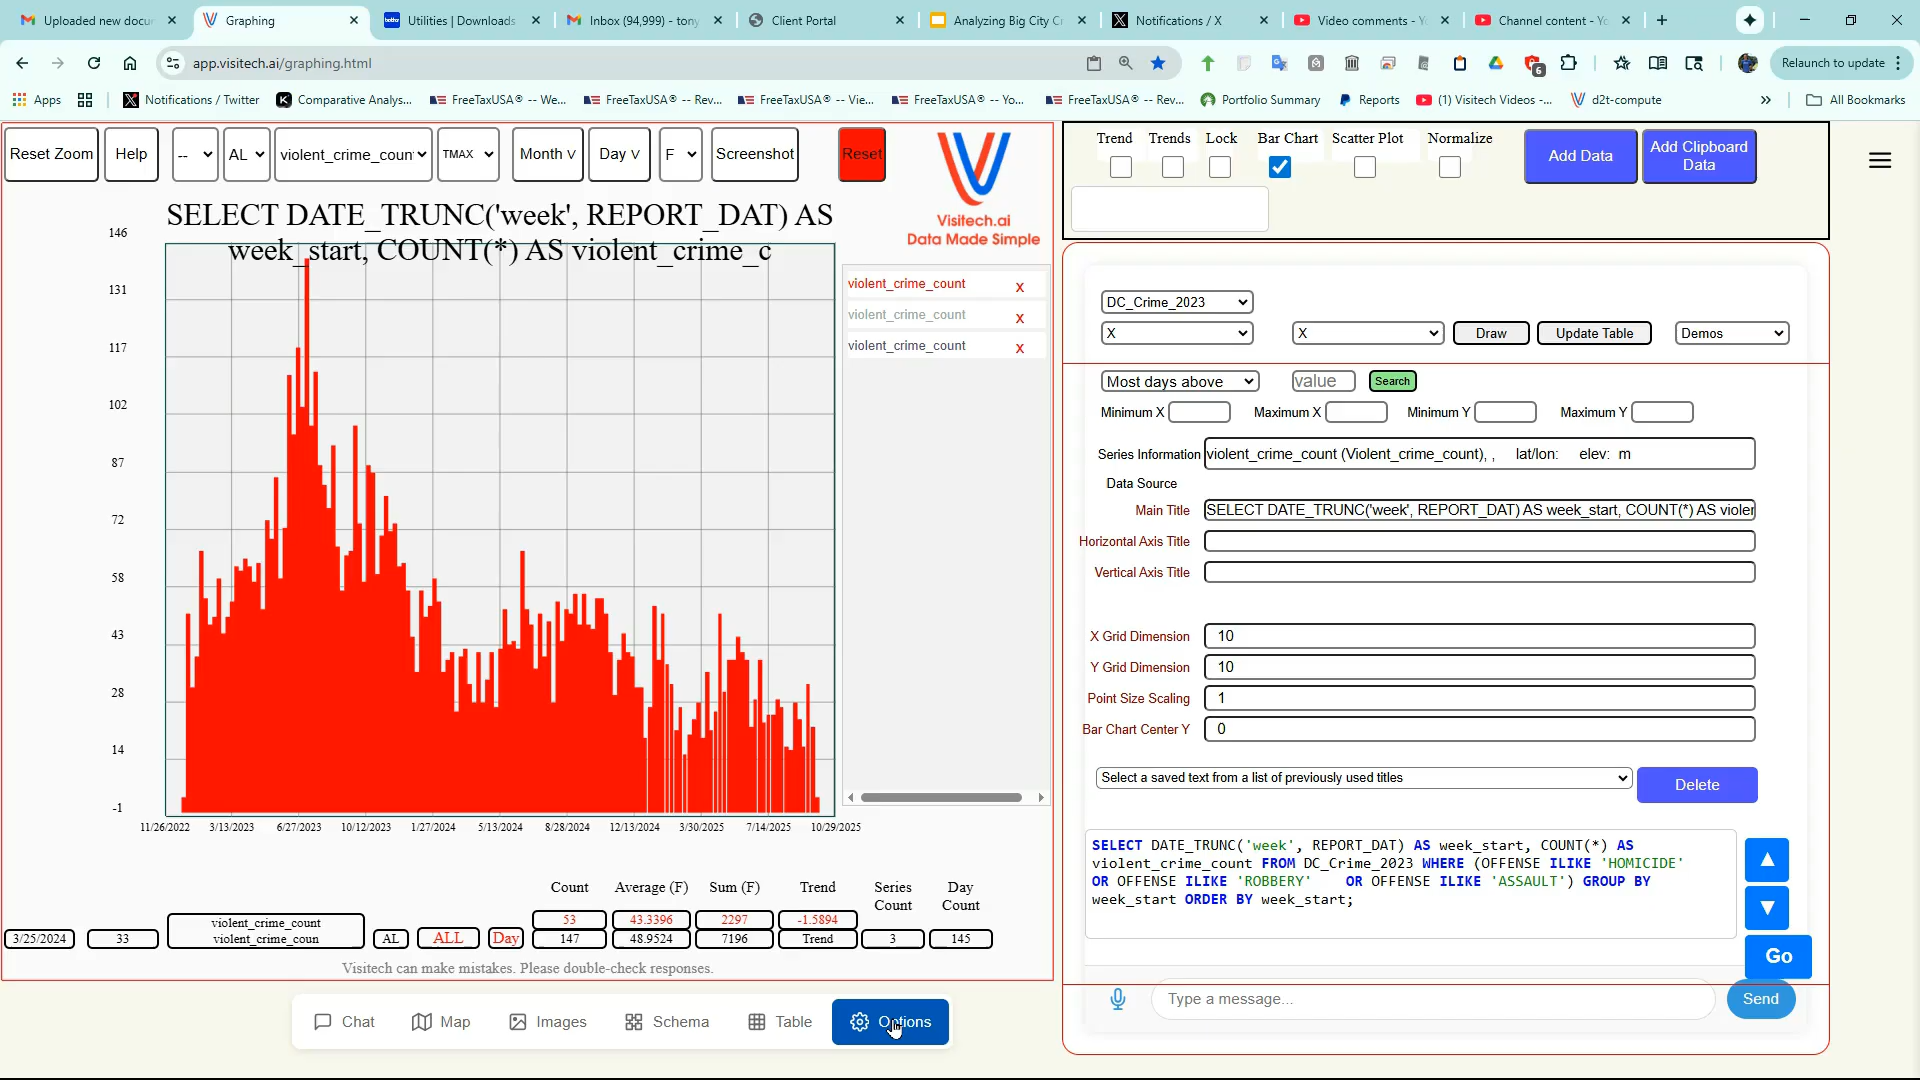 Uploaded new docu
Graphing
Utilities | Downloads
Inbox (94,999) - tony
Client Portal
Analyzing Big City Cr
Notifications / X
Video comments - Y
Channel content - Yo
app.visitech.ai/graphing.html
6
Relaunch to update
Apps
Notifications / Twitter
Comparative Analys...
FreeTaxUSA® -- We...
FreeTaxUSA® -- Rev...
FreeTaxUSA® -- Vie...
FreeTaxUSA® -- Yo...
FreeTaxUSA® -- Rev...
Portfolio Summary
Reports
(1) Visitech Videos -...
d2t-compute
All Bookmarks
Reset Zoom
Help
--
AL
violent_crime_coun
TMAX
Month V
Day V
F
Screenshot
Reset
Visitech.ai
Data Made Simple
SELECT DATE_TRUNC('week', REPORT_DAT) AS
week_start, COUNT(*) AS violent_crime_c
146
131
117
102
87
72
58
43
28
14
-1
11/26/2022
3/13/2023
6/27/2023
10/12/2023
1/27/2024
5/13/2024
8/28/2024
12/13/2024
3/30/2025
7/14/2025
10/29/2025
violent_crime_count x
violent_crime_count x
violent_crime_count x
Count
Average (F)
Sum (F)
Trend
Series Count
Day Count
53
43.3396
2297
-1.5894
3/25/2024
33
violent_crime_count
violent_crime_coun
AL
ALL
Day
147
48.9524
7196
Trend
3
145
Visitech can make mistakes. Please double-check responses.
Chat
Map
Images
Schema
Table
Options
Trend
Trends
Lock
Bar Chart
Scatter Plot
Normalize
Add Data
Add Clipboard
Data
DC_Crime_2023
X
X
Draw
Update Table
Demos
Most days above
value
Search
Minimum X
Maximum X
Minimum Y
Maximum Y
Series Information violent_crime_count (Violent_crime_count), , lat/lon: elev: m
Data Source
Main Title SELECT DATE_TRUNC('week', REPORT_DAT) AS week_start, COUNT(*) AS violer
Horizontal Axis Title
Vertical Axis Title
X Grid Dimension 10
Y Grid Dimension 10
Point Size Scaling 1
Bar Chart Center Y 0
Select a saved text from a list of previously used titles
Delete
SELECT DATE_TRUNC('week', REPORT_DAT) AS week_start, COUNT(*) AS
violent_crime_count FROM DC_Crime_2023 WHERE (OFFENSE ILIKE 'HOMICIDE'
OR OFFENSE ILIKE 'ROBBERY' OR OFFENSE ILIKE 'ASSAULT') GROUP BY
week_start ORDER BY week_start;
Go
Type a message...
Send